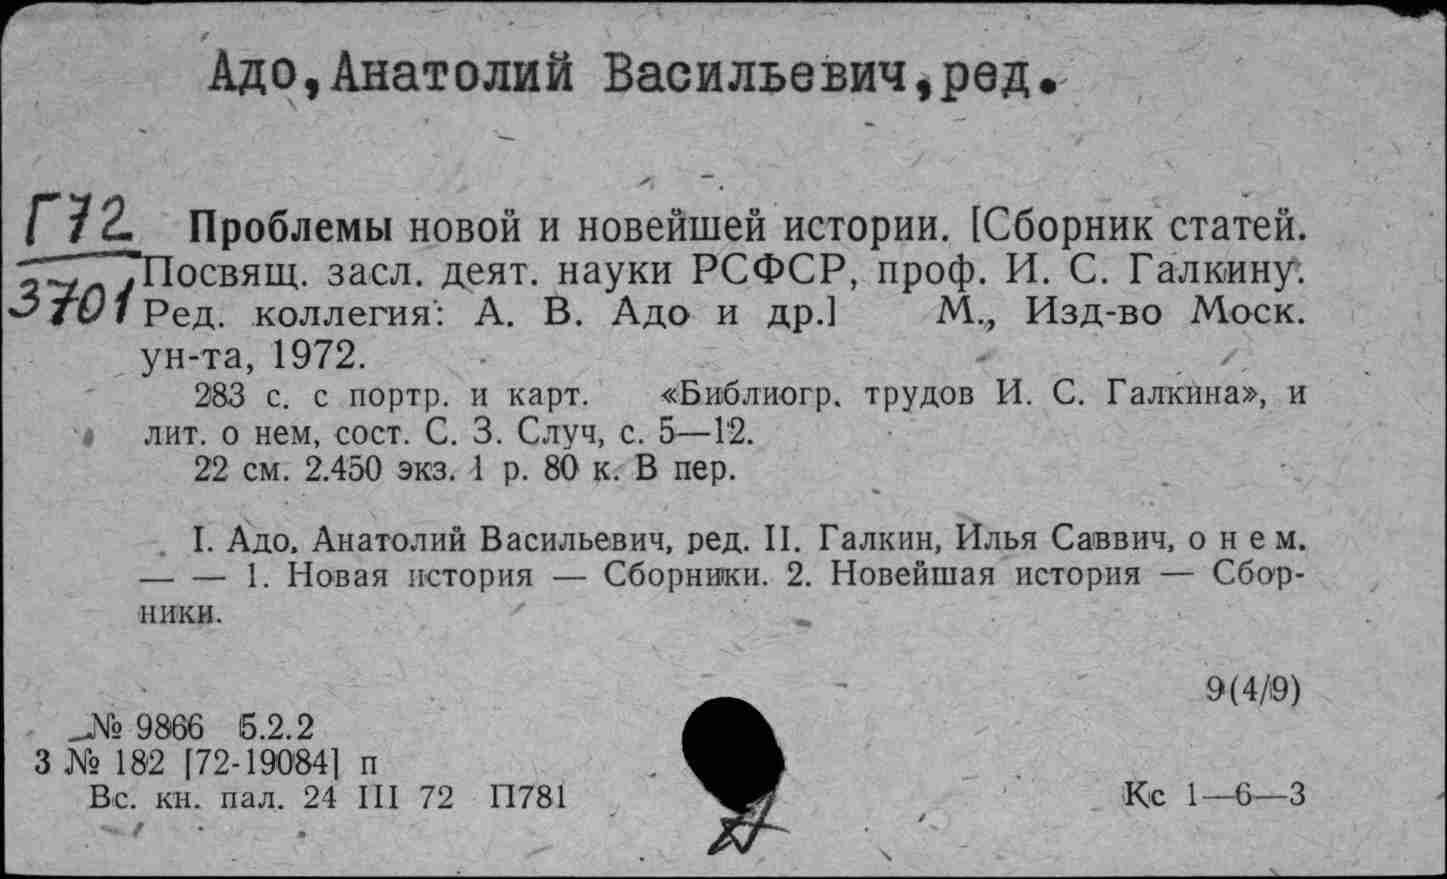 Адо,Анатолий Васильевич,ред.
Г72
3701
Проблемы новой и новейшей истории. [Сборник статей.
Посвящ. засл. деят. науки РСФСР, проф. И. С. Галкину.
Ред. коллегия: А. В. Адо и др.] М., Изд-во Моск.
ун-та, 1972.
283 с. с портр. и карт. «Библиогр. трудов И. С. Галкина», и
лит. о нем, сост. С. З. Случ, с. 5—12.
22 см. 2.450 экз. 1 р. 80 к. В пер.
I. Адо, Анатолий Васильевич, ред. II. Галкин, Илья Саввич, о н е м.
— — 1. Новая история — Сборники. 2. Новейшая история — Сбор-
ники.
9(4/9)
№ 9866 5.2.2
3 № 182 [72-19084] п
Вс. кн. пал. 24 III 72 П781
Кс 1—6—3